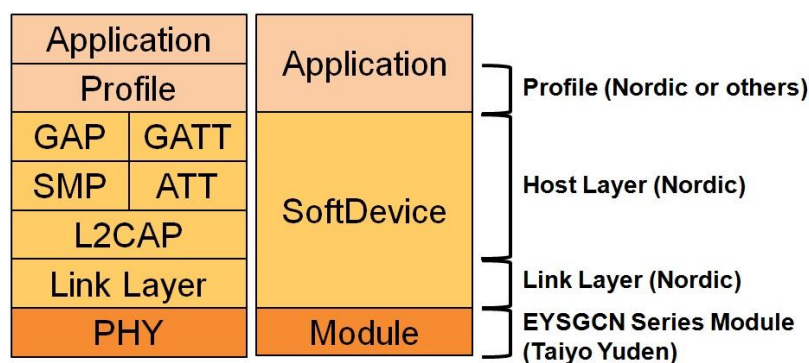 Application
Profile
GAP GATT
SMP ATT
L2CAP
Link Layer
PHY
Application
SoftDevice
Module
Profile (Nordic or others)
Host Layer (Nordic)
Link Layer (Nordic)
EYSGCN Series Module
(Taiyo Yuden)